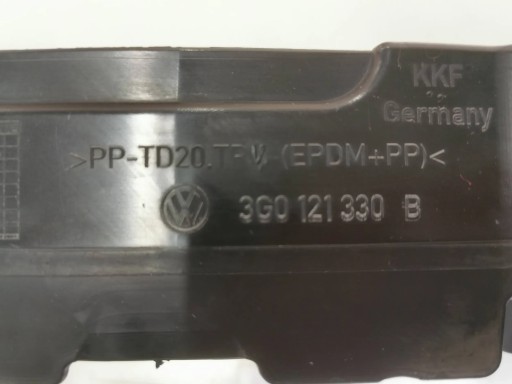 KKF
Germany
>PP-TD20.TPV-(EPDM+PP)<
3G0 121 330 B